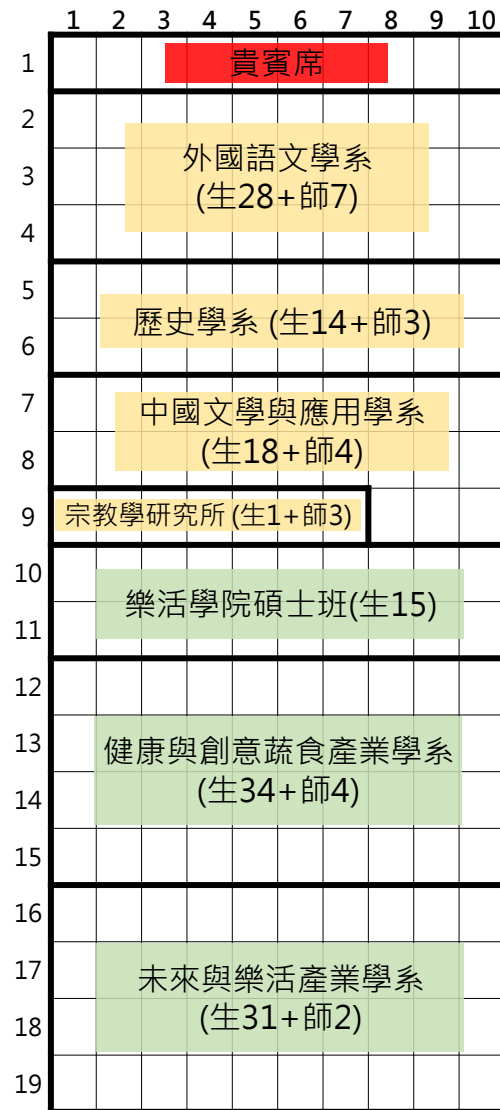 1 2 3 4 5 6 7 8 9 10
1
貴賓席
2
3
4
外國語文學系
(生28+師7)
5
6
歷史學系 (生14+師3)
7
8
中國文學與應用學系
(生18+師4)
9
宗教學研究所 (生1+師3)
10
11
樂活學院碩士班(生15)
12
13
14
15
健康與創意蔬食產業學系
(生34+師4)
16
17
18
19
未來與樂活產業學系
(生31+師2)